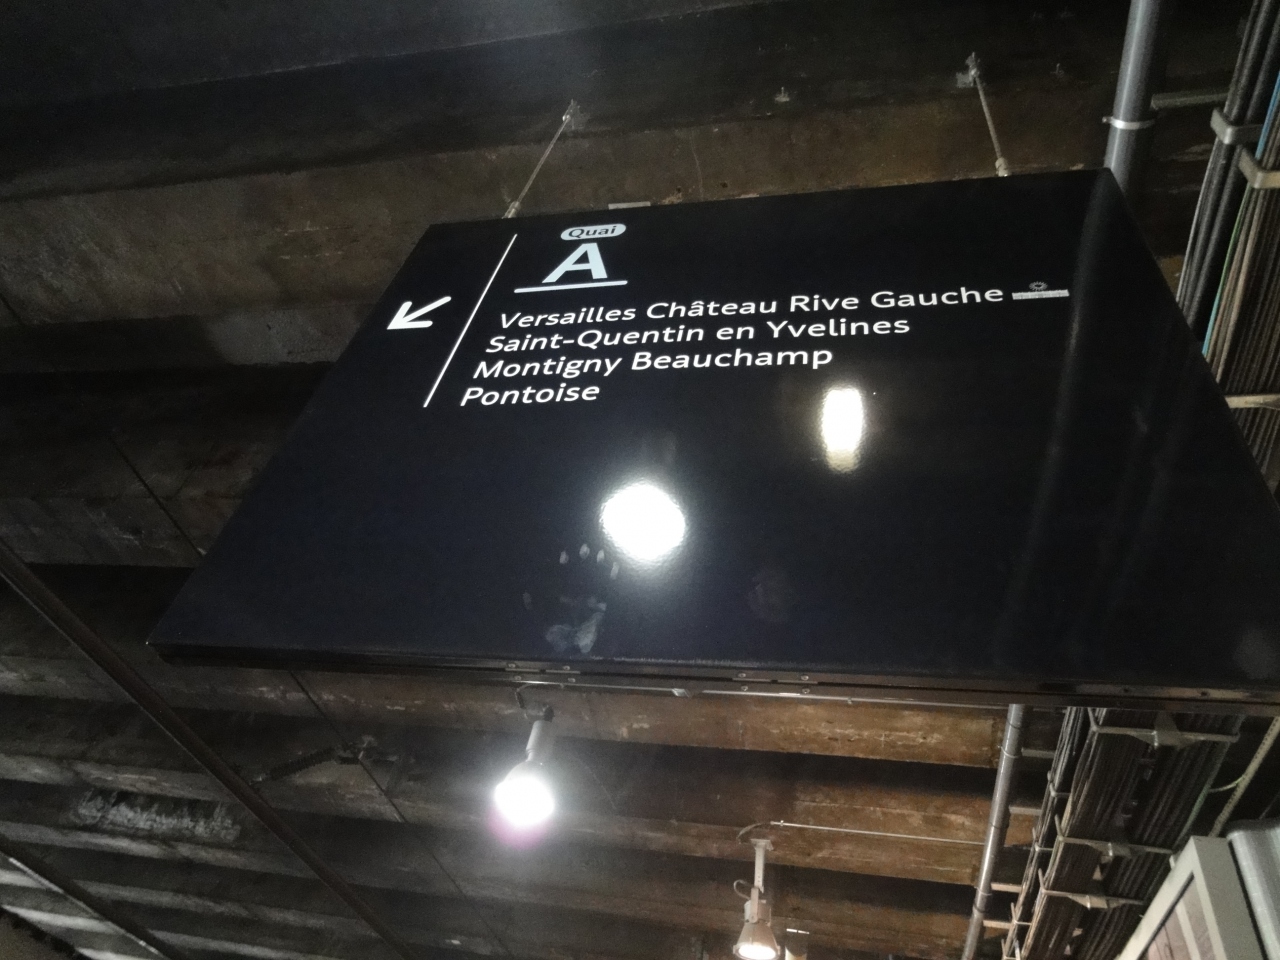 Quai
A
Versailles Château Rive Gauche
Saint-Quentin en Yvelines
Montigny Beauchamp
Pontoise